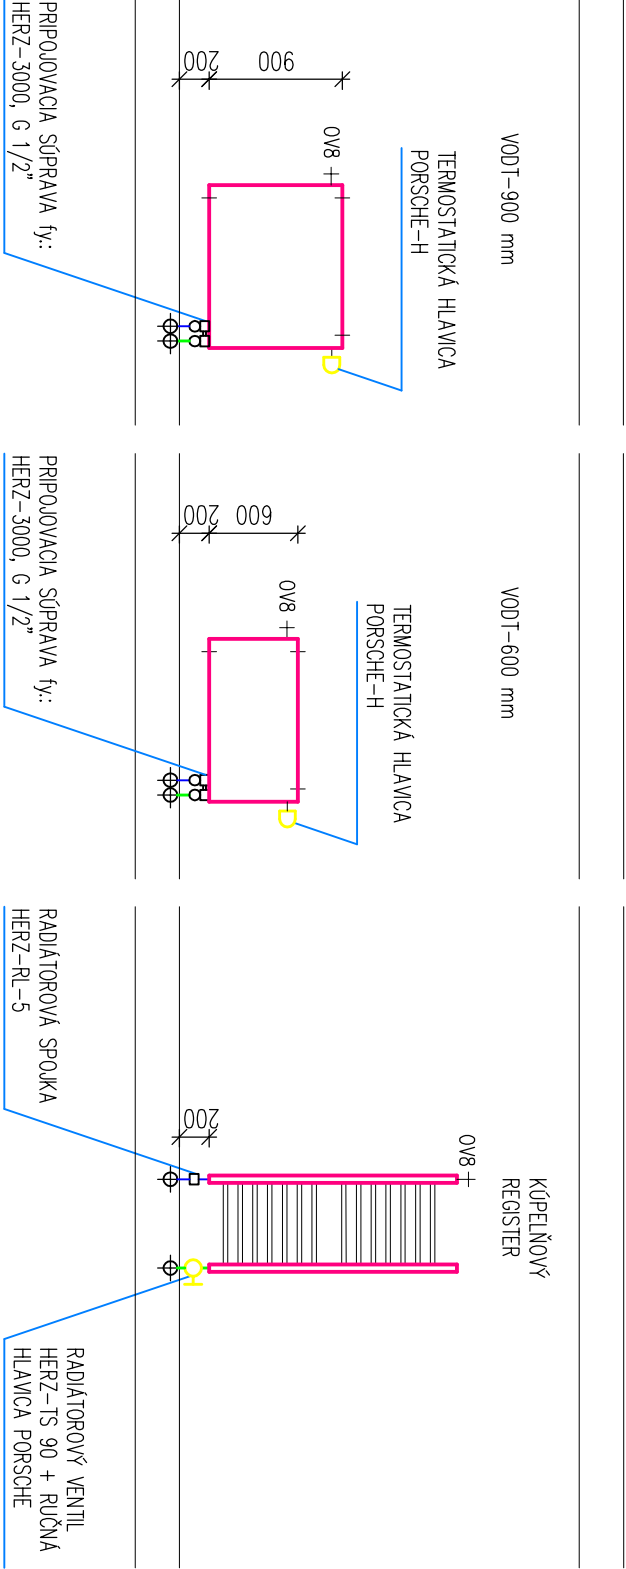 VODT-900 mm
TERMOSTATICKÁ HLAVICA
PORSCHE-H
OV8
900
200
PRIPOJOVACIA SÚPRAVA fy.:
HERZ-3000, G 1/2"
VODT-600 mm
TERMOSTATICKÁ HLAVICA
PORSCHE-H
OV8
600
200
PRIPOJOVACIA SÚPRAVA fy.:
HERZ-3000, G 1/2"
KÚPEĽŇOVÝ
REGISTER
OV8
200
RADIÁTOROVÁ SPOJKA
HERZ-RL-5
RADIÁTOROVÝ VENTIL
HERZ-TS 90 + RUČNÁ
HLAVICA PORSCHE